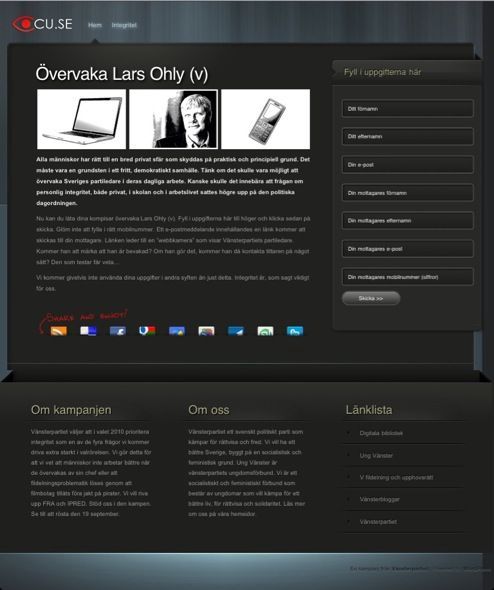 CU.SE
Hem Integritet
Övervaka Lars Ohly (v)
Alla människor har rätt till en bred privat sfär som skyddas på praktisk och principiell grund. Det
måste vara en grundsten i ett fritt, demokratiskt samhälle. Tänk om det skulle vara möjligt att
övervaka Sveriges partiledare i deras dagliga arbete. Kanske skulle det innebära att frågan om
personlig integritet, både privat, i skolan och i arbetslivet sattes högre upp på den politiska
dagordningen.
Nu kan du låta dina kompisar övervaka Lars Ohly (v). Fyll i uppgifterna här till höger och klicka sedan på
skicka. Glöm inte att fylla i rätt mobilnummer. Ett e-postmeddelande innehållandes en länk kommer att
skickas till din mottagare. Länken leder till en "webbkamera" som visar Vänsterpartiets partiledare.
Kommer han att märka att han är bevakad? Om han gör det, kommer han då kontakta tittaren på något
sätt? Den som testar får veta...
Vi kommer givetvis inte använda dina uppgifter i andra syften än just detta. Integritet är, som sagt väldigt
för oss.
SHARE AND ENJOY!
Fyll i uppgifterna här
Ditt förnamn
Ditt efternamn
Din e-post
Din mottagares förnamn
Din mottagares efternamn
Din mottagares e-post
Din mottagares mobilnummer (siffror)
Skicka >>
Om kampanjen
Vänsterpartiet väljer att i valet 2010 prioritera
integritet som en av de fyra frågor vi kommer
driva extra starkt i valrörelsen. Vi gör detta för
att vi vet att människor inte arbetar bättre när
de övervakas av sin chef eller att
fildelningsproblematik löses genom att
filmbolag tillåts föra jakt på pirater. Vi vill riva
upp FRA och IPRED. Stöd oss i den kampen.
Se till att rösta den 19 september.
Om oss
Vänsterpartiet ett svenskt politiskt parti som
kämpar för rättvisa och fred. Vi vill ha ett
bättre Sverige, byggt på en socialistisk och
feministisk grund. Ung Vänster är
vänsterpartiets ungdomsförbund. Vi är ett
socialistiskt och feministiskt förbund som
består av ungdomar som vill kämpa för ett
bättre liv, för rättvisa och solidaritet. Läs mer
om oss på våra hemsidor.
Länklista
Digitala bibliotek
Ung Vänster
V fildelning och upphovsrätt
Vänsterbloggar
Vänsterpartiet
En kampanj från Vänsterpartiet